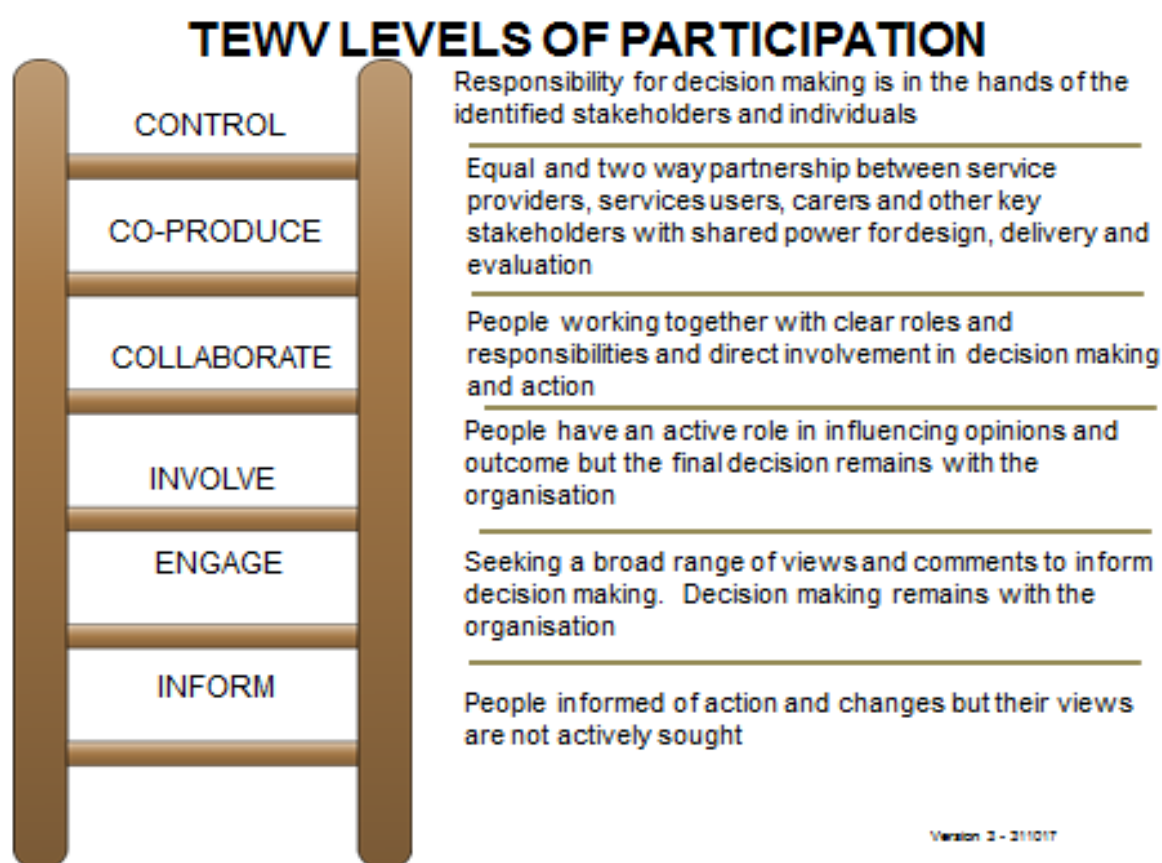 TEWV LEVELS OF PARTICIPATION
CONTROL
Responsibility for decision making is in the hands of the
identified stakeholders and individuals
CO-PRODUCE
Equal and two way partnership between service
providers, services users, carers and other key
stakeholders with shared power for design, delivery and
evaluation
COLLABORATE
People working together with clear roles and
responsibilities and direct involvement in decision making
and action
INVOLVE
People have an active role in influencing opinions and
outcome but the final decision remains with the
organisation
ENGAGE
Seeking a broad range of views and comments to inform
decision making. Decision making remains with the
organisation
INFORM
People informed of action and changes but their views
are not actively sought
Version